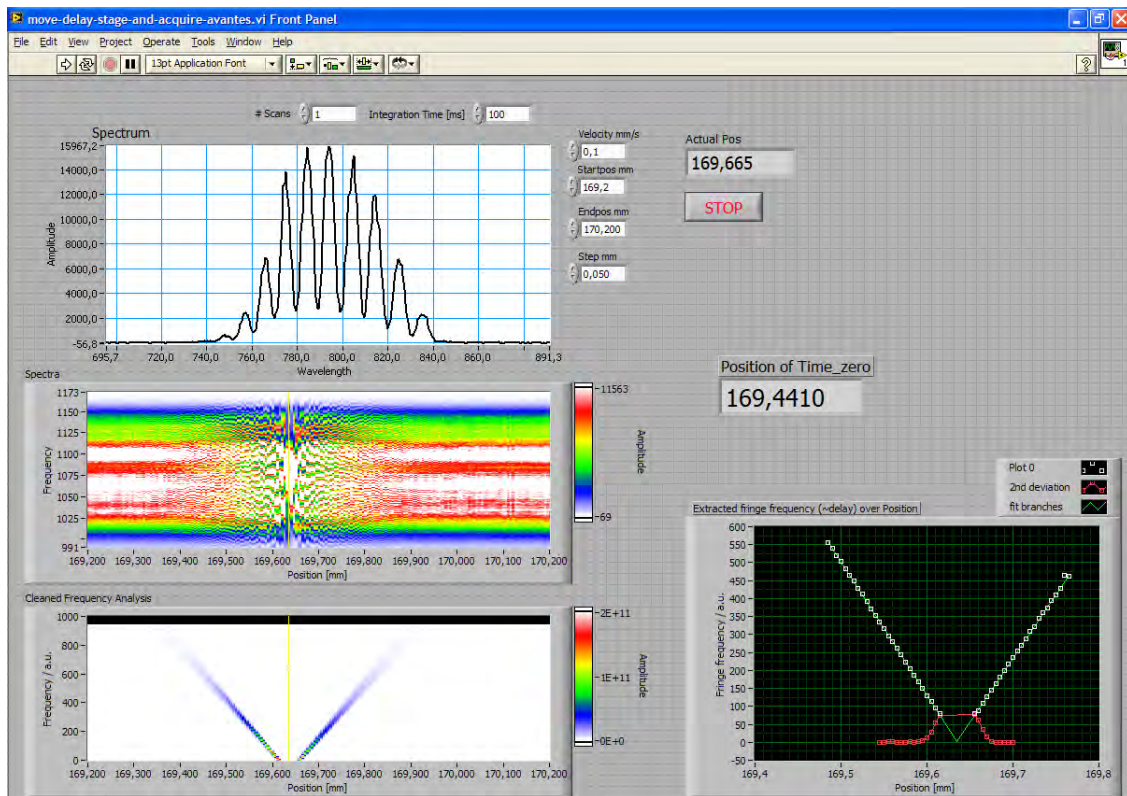 move-delay-stage-and-acquire-avantes.vi Front Panel
File Edit View Project Operate Tools Window Help
13pt Application Font
1
# Scans 1 Integration Time [ms] 100
Spectrum
15967,2
14000,0
12000,0
10000,0
8000,0
6000,0
4000,0
2000,0
-56,8
Amplitude
695,7 720,0 740,0 760,0 780,0 800,0 820,0 840,0 860,0 891,3
Wavelength
Velocity mm/s
0,1
Startpos mm
169,2
Endpos mm
170,200
Step mm
0,050
Actual Pos
169,665
STOP
Position of Time_zero
169,4410
Spectra
1173
1150
1125
1100
1075
1050
1025
991
Frequency
169,200 169,300 169,400 169,500 169,600 169,700 169,800 169,900 170,000 170,100 170,200
Position [mm]
11563
69
Amplitude
Cleaned Frequency Analysis
1000
800
600
400
200
0
Frequency / a.u.
169,200 169,300 169,400 169,500 169,600 169,700 169,800 169,900 170,000 170,100 170,200
Position [mm]
2E+11
1E+11
0E+0
Amplitude
Plot 0
2nd deviation
fit branches
Extracted fringe frequency (~delay) over Position
600
550
500
450
400
350
300
250
200
150
100
50
0
-50
Fringe frequency / a.u.
169,4 169,5 169,6 169,7 169,8
Position [mm]